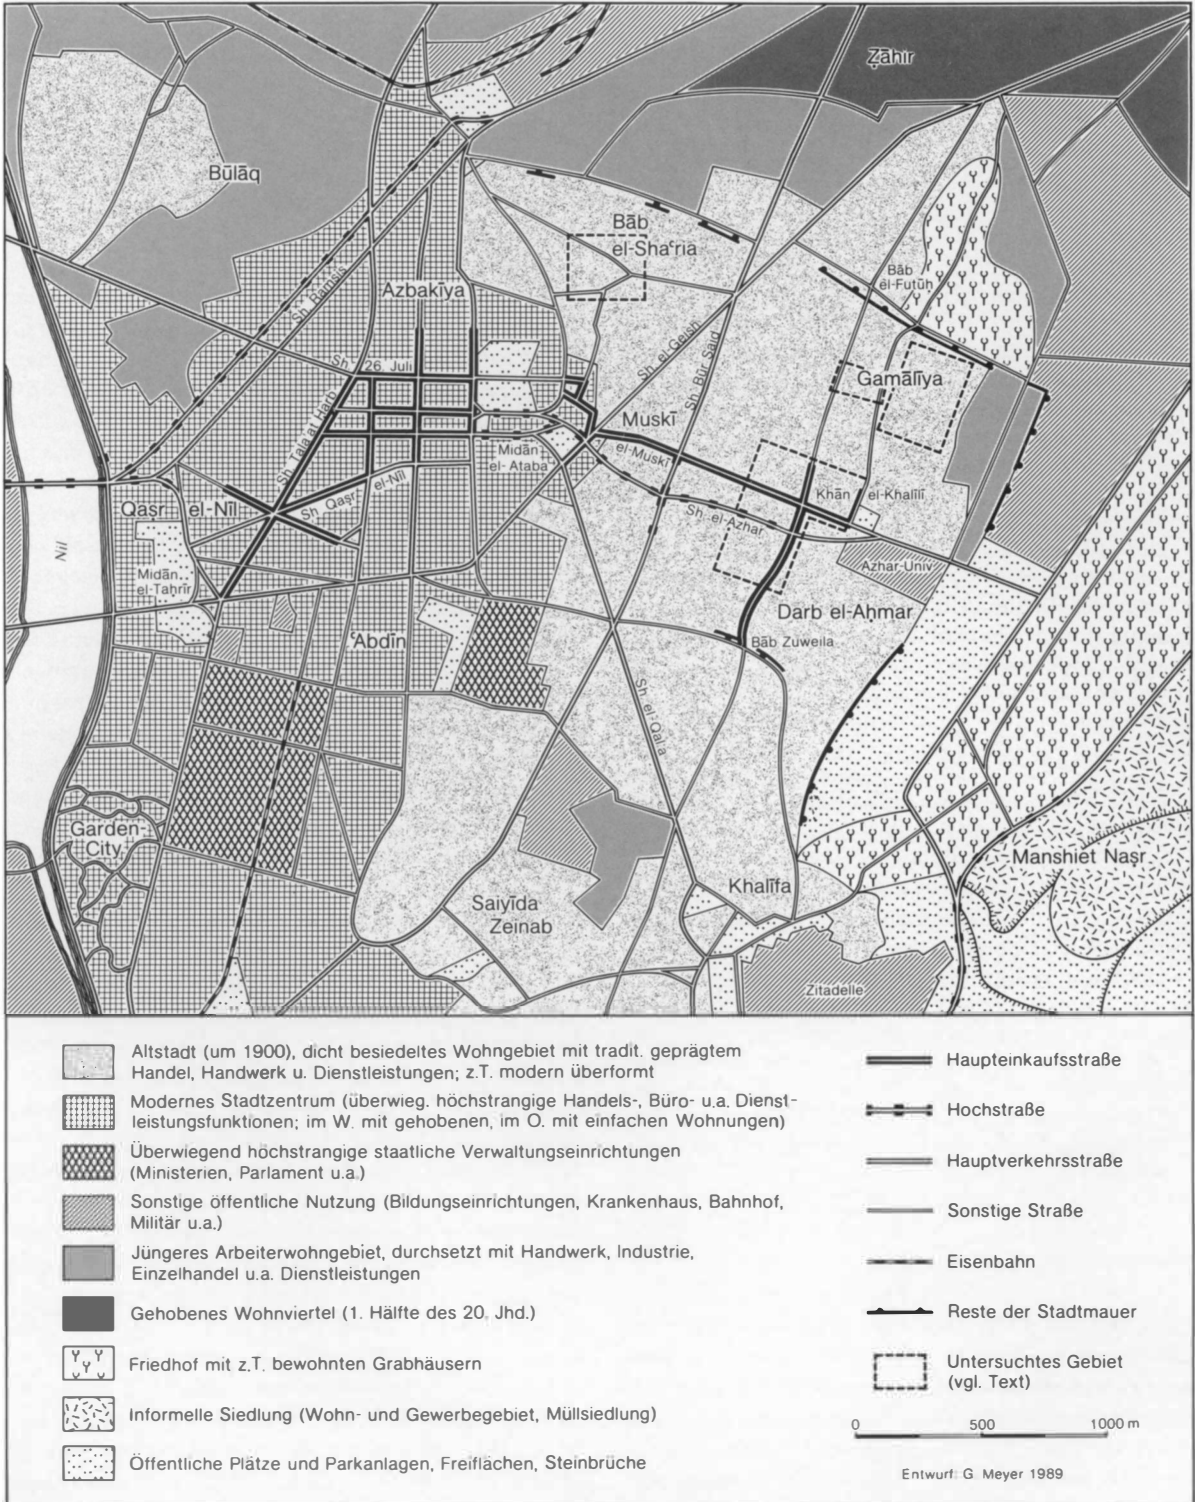 Ẓāhir
Būlāq
Bāb
el-Shaʿria
Bāb
el-Futūḥ
Azbakīya
Sh. Ramsis
Sh. 26. Juli
Sh. el Geish
Sh. Būr Said
Gamālīya
Sh. Talaat Harb
Muskī
el-Muskī
Midān
el-Ataba
Khān el-Khalīlī
Qaṣr el-Nīl
Sh. Qaṣr el-Nīl
Sh. el-Azhar
Nil
Midān
el-Taḥrīr
Azhar-Univ.
Darb el-Aḥmar
ʿAbdīn
Bāb Zuweila
Sh. el-Qalʿa
Garden-
City
Manshiet Naṣr
Khalīfa
Saiyīda
Zeinab
Zitadelle
Altstadt (um 1900), dicht besiedeltes Wohngebiet mit tradit. geprägtem
Handel, Handwerk u. Dienstleistungen; z.T. modern überformt
Modernes Stadtzentrum (überwieg. höchstrangige Handels-, Büro- u.a. Dienst-
leistungsfunktionen; im W. mit gehobenen, im O. mit einfachen Wohnungen)
Überwiegend höchstrangige staatliche Verwaltungseinrichtungen
(Ministerien, Parlament u.a.)
Sonstige öffentliche Nutzung (Bildungseinrichtungen, Krankenhaus, Bahnhof,
Militär u.a.)
Jüngeres Arbeiterwohngebiet, durchsetzt mit Handwerk, Industrie,
Einzelhandel u.a. Dienstleistungen
Gehobenes Wohnviertel (1. Hälfte des 20. Jhd.)
Friedhof mit z.T. bewohnten Grabhäusern
Informelle Siedlung (Wohn- und Gewerbegebiet, Müllsiedlung)
Öffentliche Plätze und Parkanlagen, Freiflächen, Steinbrüche
Haupteinkaufsstraße
Hochstraße
Hauptverkehrsstraße
Sonstige Straße
Eisenbahn
Reste der Stadtmauer
Untersuchtes Gebiet
(vgl. Text)
0 500 1000 m
Entwurf: G. Meyer 1989